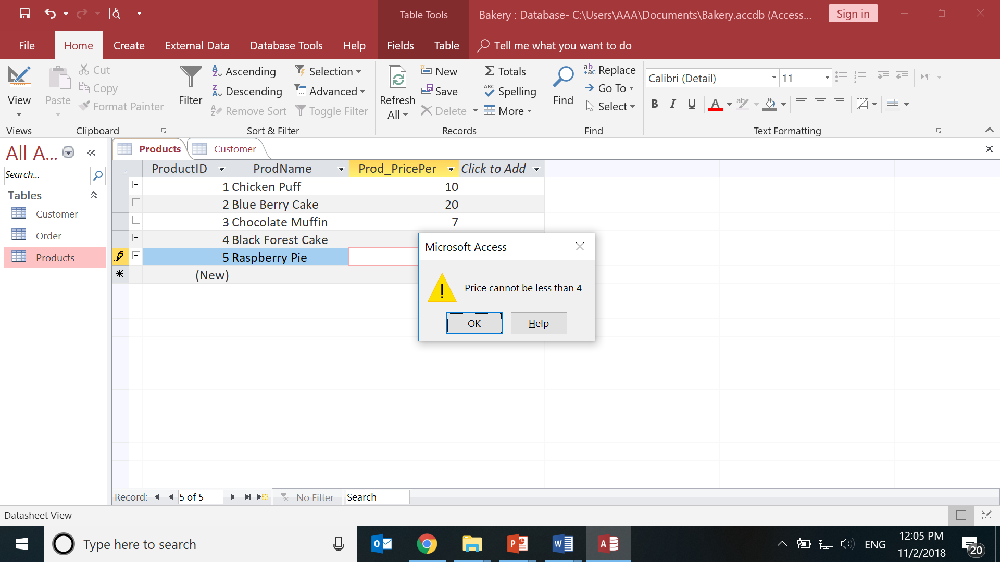 Table Tools
Bakery : Database- C:\Users\AAA\Documents\Bakery.accdb (Access...
Sign in
File
Home
Create
External Data
Database Tools
Help
Fields
Table
Tell me what you want to do
View
Views
Paste
Cut
Copy
Format Painter
Clipboard
Filter
Ascending
Descending
Remove Sort
Selection
Advanced
Toggle Filter
Sort & Filter
Refresh
All
New
Save
Delete
Totals
Spelling
More
Records
Find
Replace
Go To
Select
Find
Calibri (Detail)
11
B I U A
Text Formatting
All A...
Search...
Tables
Customer
Order
Products
Products
Customer
ProductID ProdName Prod_PricePer Click to Add
1 Chicken Puff 10
2 Blue Berry Cake 20
3 Chocolate Muffin 7
4 Black Forest Cake
5 Raspberry Pie
(New)
Microsoft Access
Price cannot be less than 4
OK
Help
Record: 5 of 5 No Filter Search
Datasheet View
Type here to search
ENG
12:05 PM
11/2/2018
20